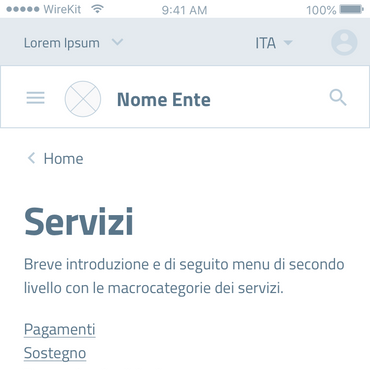 WireKit 9:41 AM 100%
Lorem Ipsum ITA
Nome Ente
Home
Servizi
Breve introduzione e di seguito menu di secondo
livello con le macrocategorie dei servizi.
Pagamenti
Sostegno